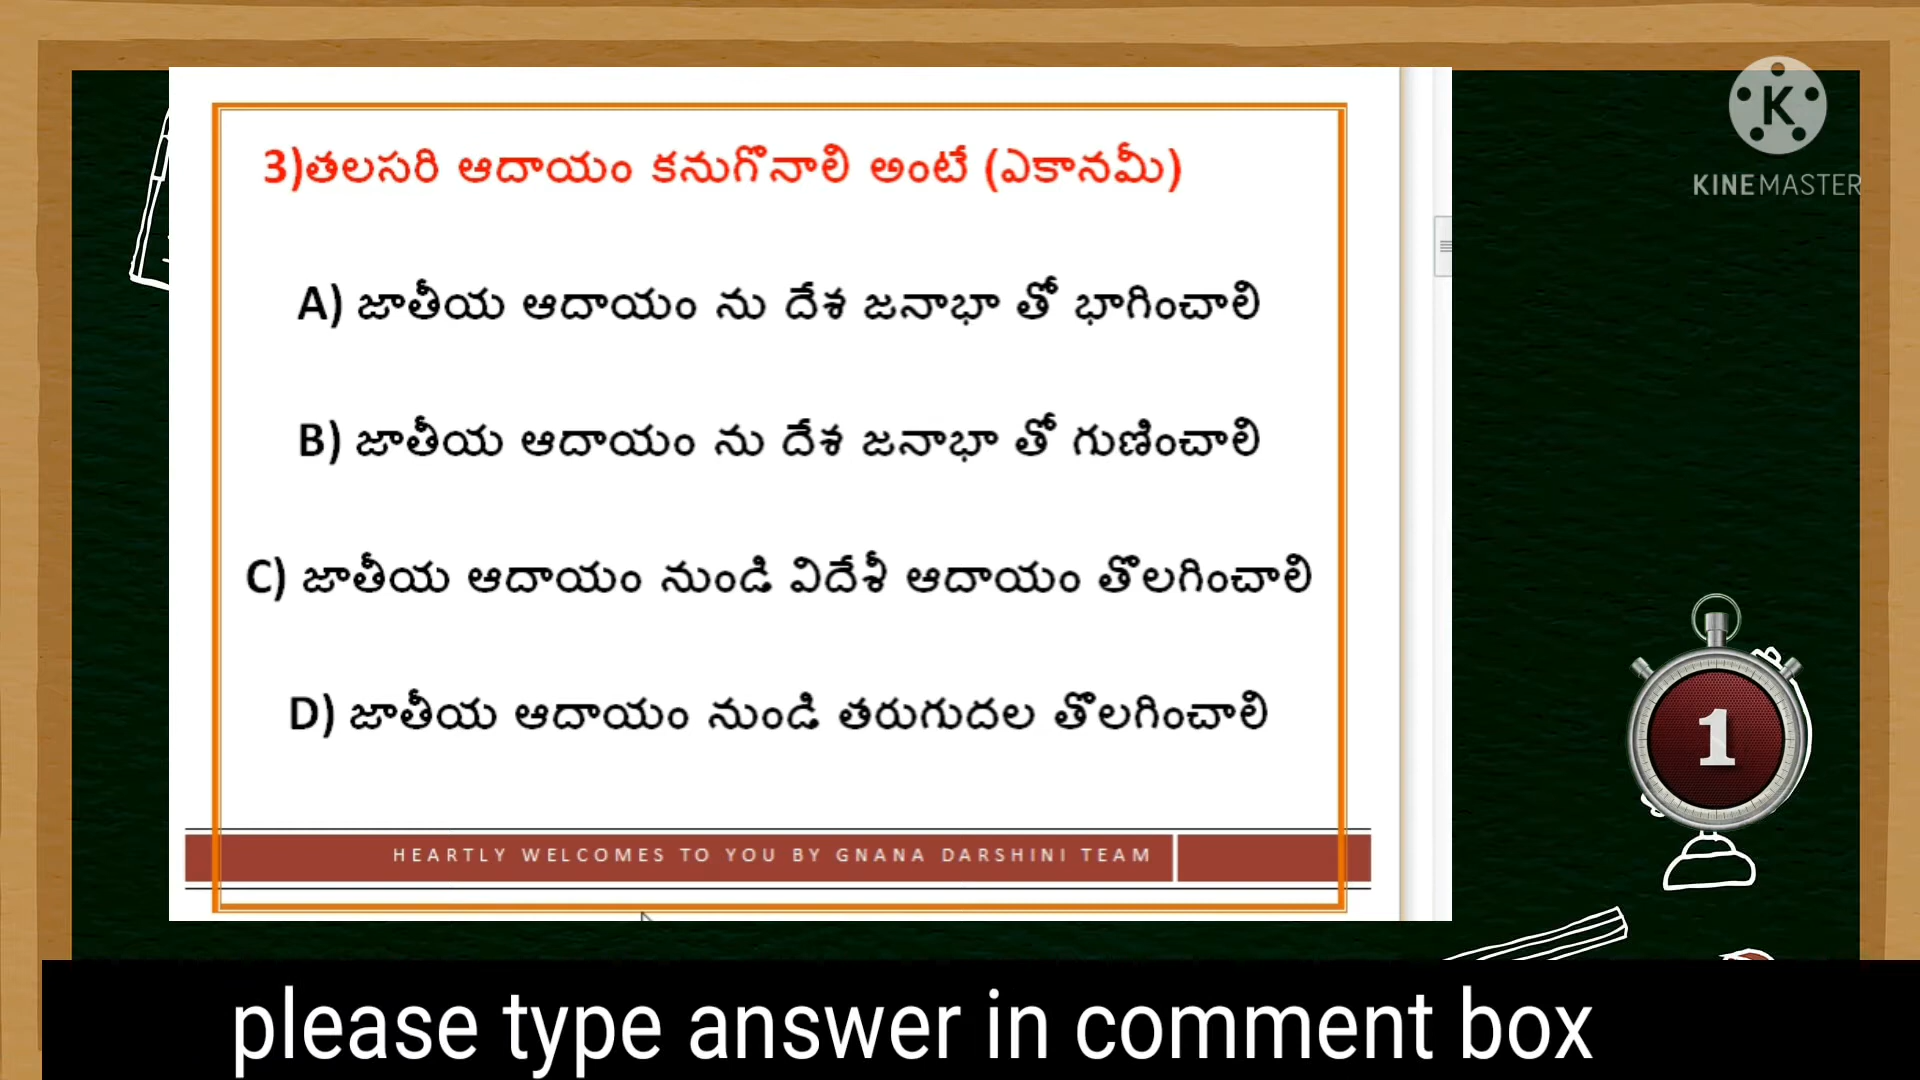 3)తలసరి ఆదాయం కనుగొనాలి అంటే (ఎకానమీ)
A) జాతీయ ఆదాయం ను దేశ జనాభా తో భాగించాలి
B) జాతీయ ఆదాయం ను దేశ జనాభా తో గుణించాలి
C) జాతీయ ఆదాయం నుండి విదేశీ ఆదాయం తొలగించాలి
D) జాతీయ ఆదాయం నుండి తరుగుదల తొలగించాలి
HEARTLY WELCOMES TO YOU BY GNANA DARSHINI TEAM
K
KINEMASTER
1
please type answer in comment box